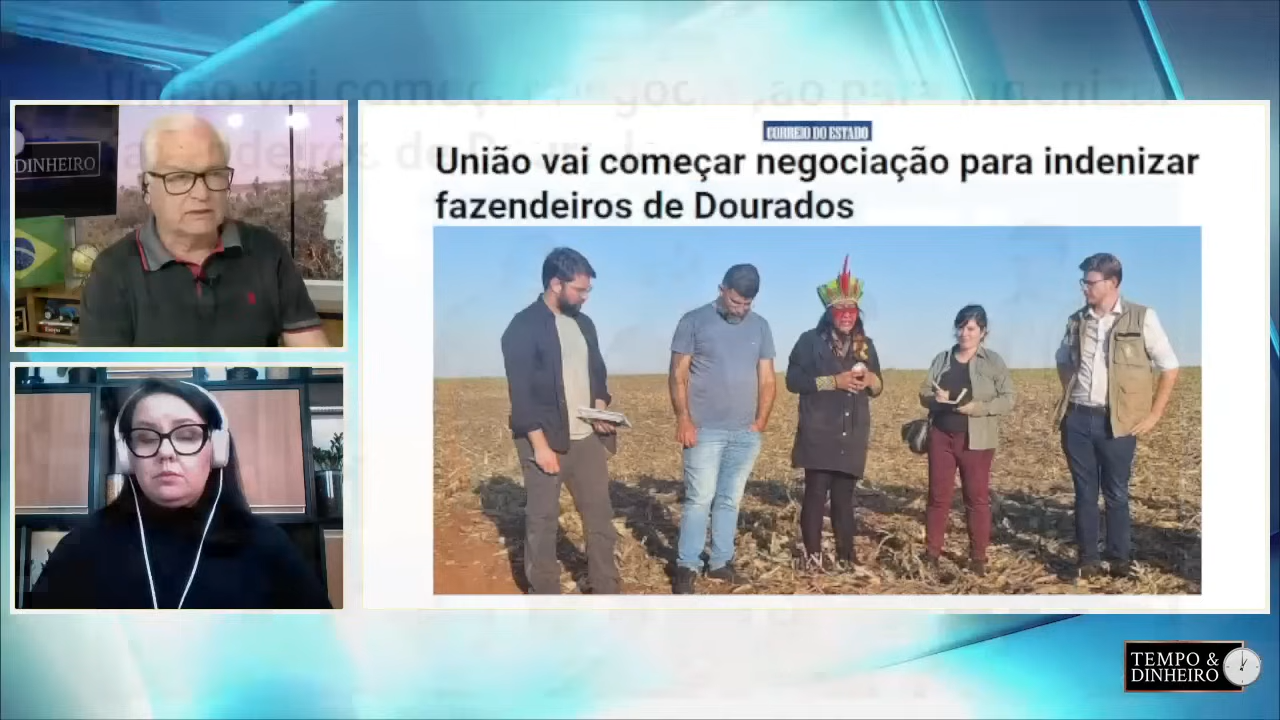 CORREIO DO ESTADO
União vai começar negociação para indenizar
fazendeiros de Dourados
DINHEIRO
TEMPO &
DINHEIRO